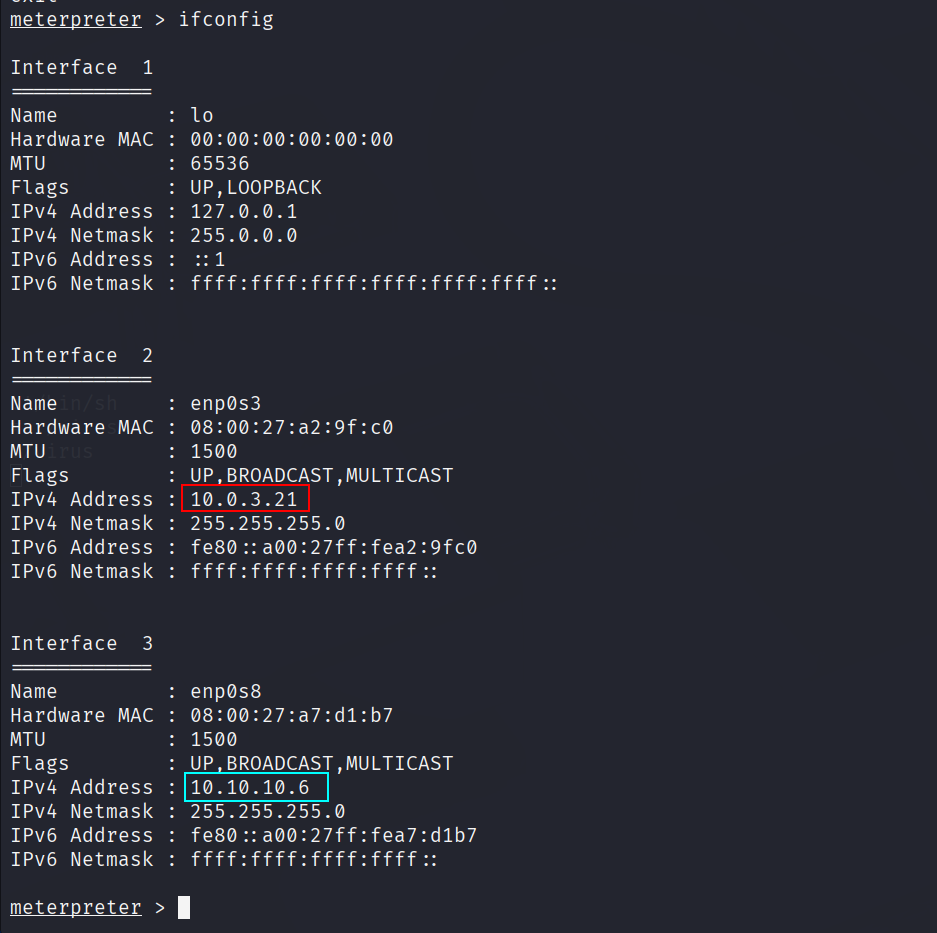 meterpreter > ifconfig
Interface  1
============
Name         : lo
Hardware MAC : 00:00:00:00:00:00
MTU          : 65536
Flags        : UP,LOOPBACK
IPv4 Address : 127.0.0.1
IPv4 Netmask : 255.0.0.0
IPv6 Address : ::1
IPv6 Netmask : ffff:ffff:ffff:ffff:ffff:ffff::
Interface  2
============
Name         : enp0s3
Hardware MAC : 08:00:27:a2:9f:c0
MTU          : 1500
Flags        : UP,BROADCAST,MULTICAST
IPv4 Address : 10.0.3.21
IPv4 Netmask : 255.255.255.0
IPv6 Address : fe80::a00:27ff:fea2:9fc0
IPv6 Netmask : ffff:ffff:ffff:ffff::
Interface  3
============
Name         : enp0s8
Hardware MAC : 08:00:27:a7:d1:b7
MTU          : 1500
Flags        : UP,BROADCAST,MULTICAST
IPv4 Address : 10.10.10.6
IPv4 Netmask : 255.255.255.0
IPv6 Address : fe80::a00:27ff:fea7:d1b7
IPv6 Netmask : ffff:ffff:ffff:ffff::
meterpreter >